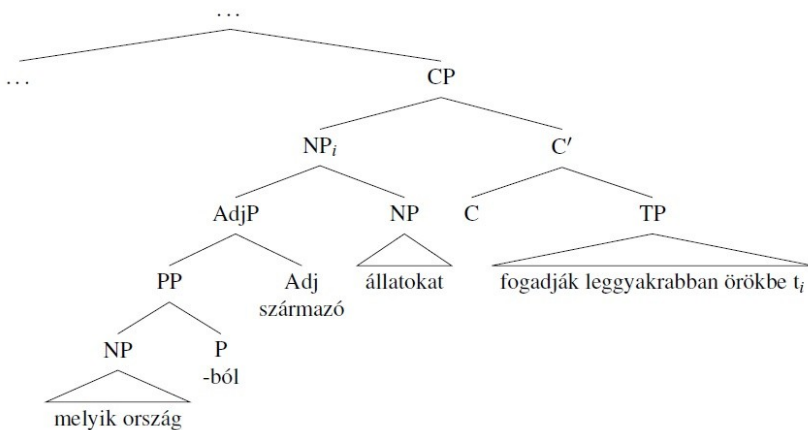 ...
...
CP
NPᵢ C′
AdjP NP C TP
PP Adj állatokat fogadják leggyakrabban örökbe tᵢ
származó
NP P
-ból
melyik ország